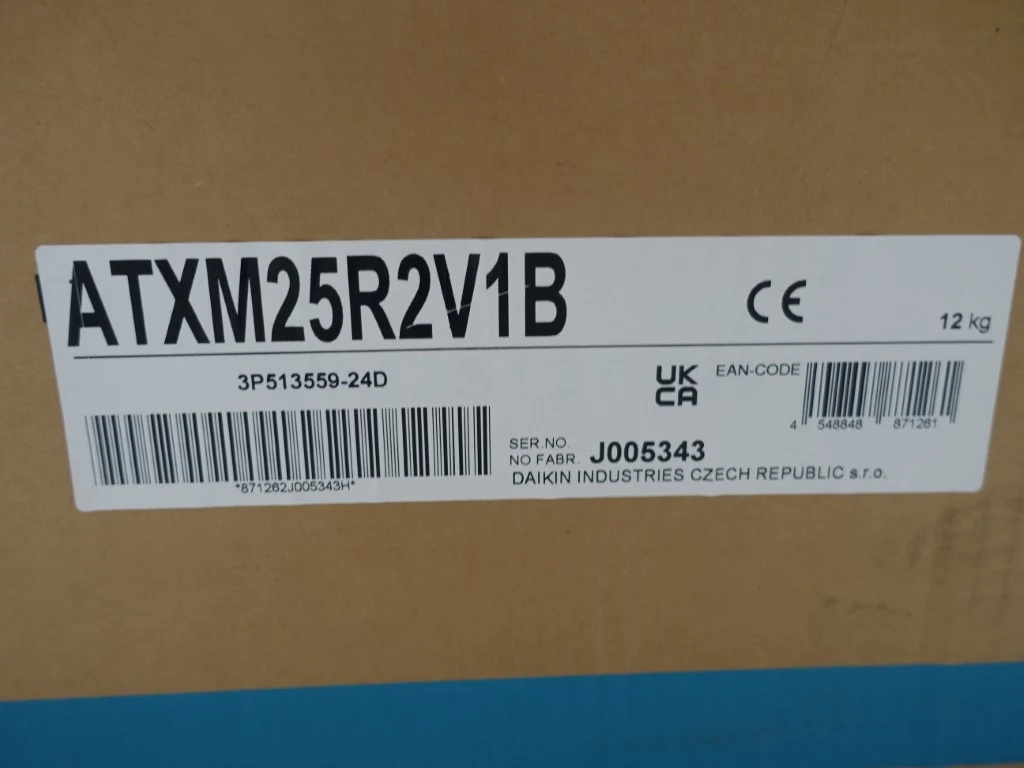 ATXM25R2V1B
CE
12 kg
3P513559-24D
UK
CA
EAN-CODE
4 548848 871261
*871262J005343H*
SER.NO.
NO FABR. J005343
DAIKIN INDUSTRIES CZECH REPUBLIC s.r.o.